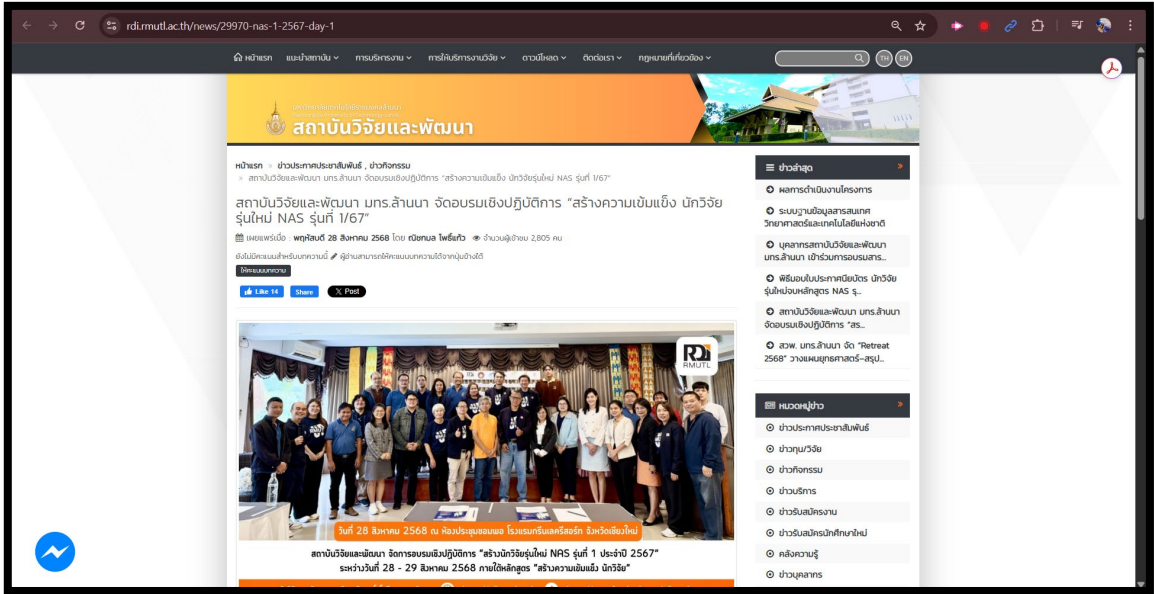 rdi.rmutl.ac.th/news/29970-nas-1-2567-day-1
หน้าแรก แนะนำสถาบัน การบริหารงาน การให้บริการงานวิจัย ดาวน์โหลด ติดต่อเรา กฎหมายที่เกี่ยวข้อง TH EN
สถาบันวิจัยและพัฒนา
หน้าแรก » ข่าวประกาศประชาสัมพันธ์ , ข่าวกิจกรรม
» สถาบันวิจัยและพัฒนา มทร.ล้านนา จัดอบรมเชิงปฏิบัติการ "สร้างความเข้มแข็ง นักวิจัยรุ่นใหม่ NAS รุ่นที่ 1/67"
สถาบันวิจัยและพัฒนา มทร.ล้านนา จัดอบรมเชิงปฏิบัติการ "สร้างความเข้มแข็ง นักวิจัย
รุ่นใหม่ NAS รุ่นที่ 1/67"
เผยแพร่เมื่อ : พฤหัสบดี 28 สิงหาคม 2568 โดย ณิชกมล โพธิ์แก้ว จำนวนผู้เข้าชม 2,805 คน
ยังไม่มีคะแนนสำหรับบทความนี้ ผู้อ่านสามารถให้คะแนนบทความได้จากปุ่มข้างใต้
ให้คะแนนบทความ
Like 14 Share X Post
RDI
RMUTL
วันที่ 28 สิงหาคม 2568 ณ ห้องประชุมจอมพอ โรงแรมกรีนเลครีสอร์ท จังหวัดเชียงใหม่
สถาบันวิจัยและพัฒนา จัดการอบรมเชิงปฏิบัติการ "สร้างนักวิจัยรุ่นใหม่ NAS รุ่นที่ 1 ประจำปี 2567"
ระหว่างวันที่ 28 - 29 สิงหาคม 2568 ภายใต้หลักสูตร "สร้างความเข้มแข็ง นักวิจัย"
ข่าวล่าสุด
ผลการดำเนินงานโครงการ
ระบบฐานข้อมูลสารสนเทศ
วิทยาศาสตร์และเทคโนโลยีแห่งชาติ
บุคลากรสถาบันวิจัยและพัฒนา
มทร.ล้านนา เข้าร่วมการอบรมสาร...
พิธีมอบใบประกาศนียบัตร นักวิจัย
รุ่นใหม่จบหลักสูตร NAS ร...
สถาบันวิจัยและพัฒนา มทร.ล้านนา
จัดอบรมเชิงปฏิบัติการ "สร...
สวพ. มทร.ล้านนา จัด "Retreat
2568" วางแผนยุทธศาสตร์–สรุป...
หมวดหมู่ข่าว
ข่าวประกาศประชาสัมพันธ์
ข่าวทุน/วิจัย
ข่าวกิจกรรม
ข่าวบริการ
ข่าวรับสมัครงาน
ข่าวรับสมัครนักศึกษาใหม่
คลังความรู้
ข่าวบุคลากร